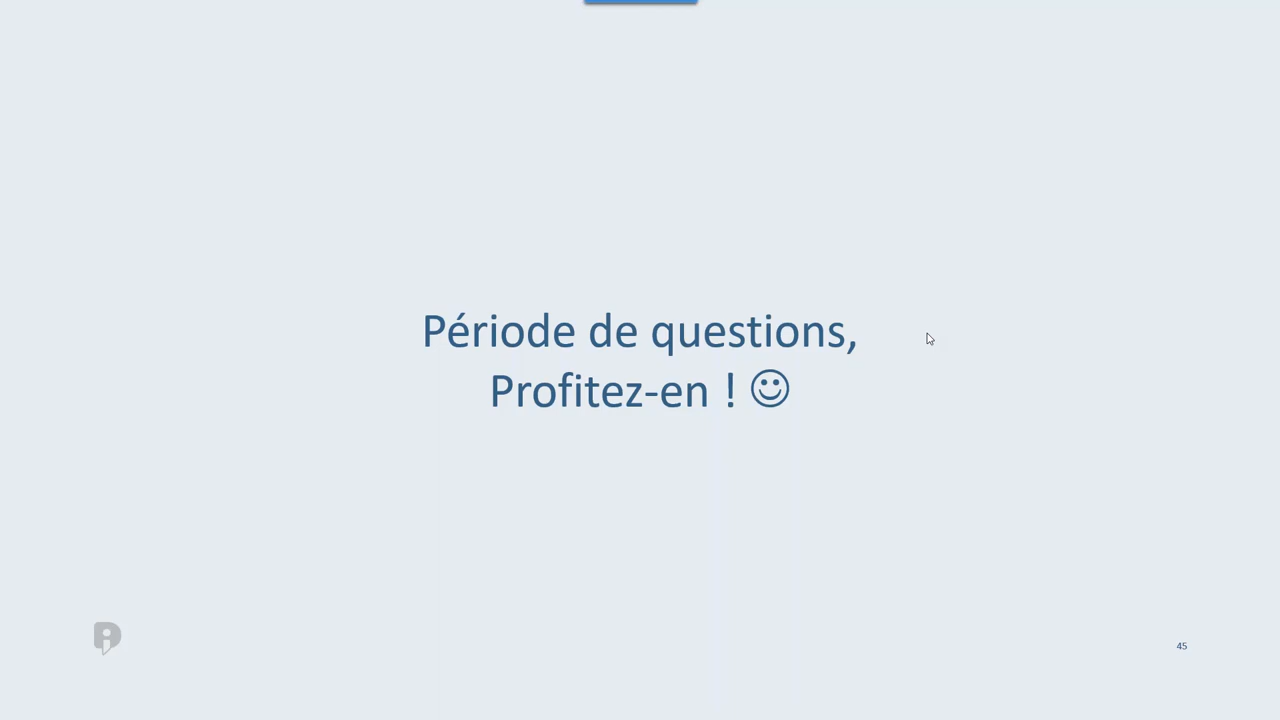 Période de questions,
Profitez-en ! ☺
45